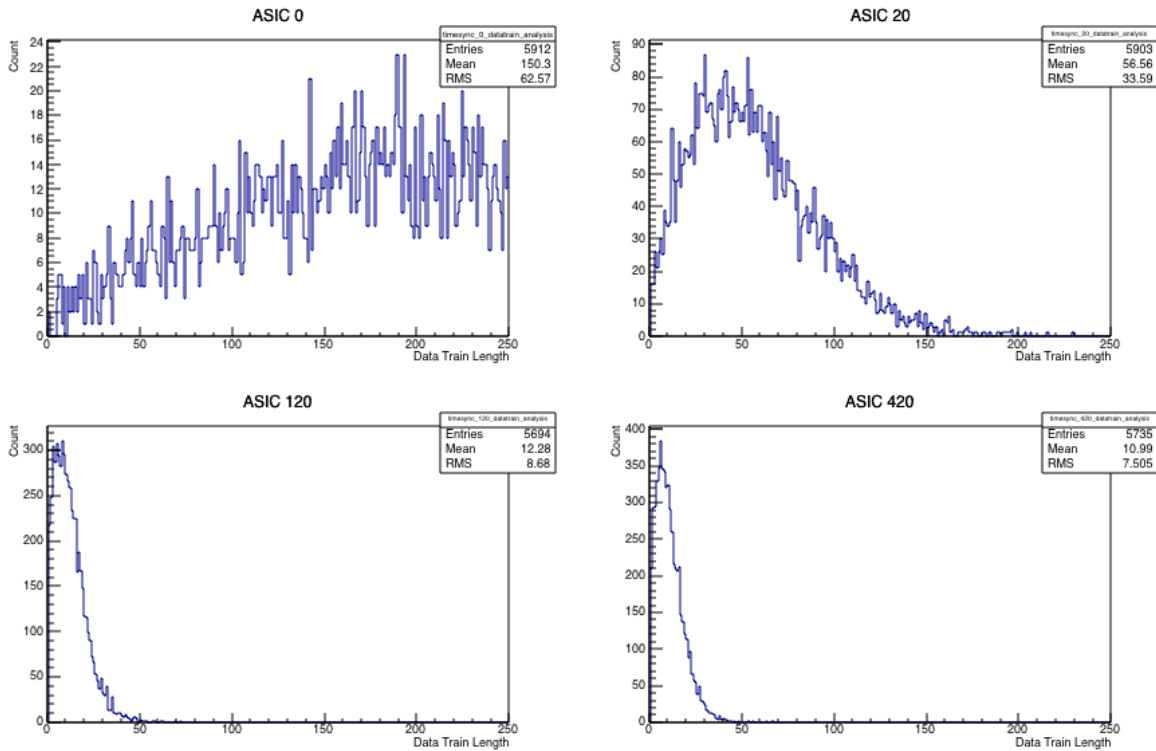 ASIC 0
timesync_0_datatrain_analysis
Entries 5912
Mean 150.3
RMS 62.57
Count
24
22
20
18
16
14
12
10
8
6
4
2
0
0 50 100 150 200 250
Data Train Length
ASIC 20
timesync_20_datatrain_analysis
Entries 5903
Mean 56.56
RMS 33.59
Count
90
80
70
60
50
40
30
20
10
0
0 50 100 150 200 250
Data Train Length
ASIC 120
timesync_120_datatrain_analysis
Entries 5694
Mean 12.28
RMS 8.68
Count
300
250
200
150
100
50
0
0 50 100 150 200 250
Data Train Length
ASIC 420
timesync_420_datatrain_analysis
Entries 5735
Mean 10.99
RMS 7.505
Count
400
350
300
250
200
150
100
50
0
0 50 100 150 200 250
Data Train Length